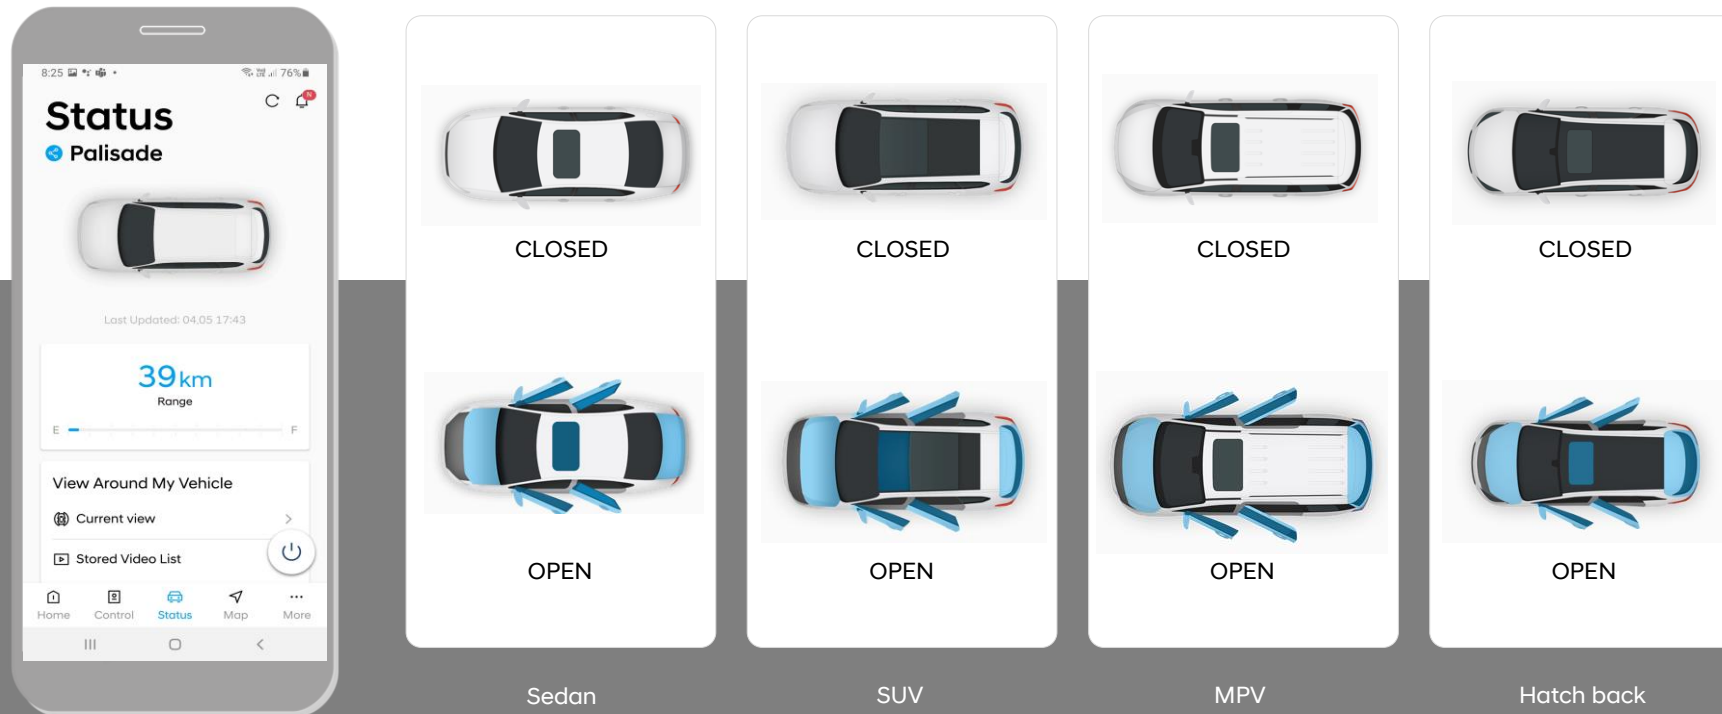 8:25
76%
N
Status
Palisade
Last Updated: 04.05 17:43
39km
Range
E
F
View Around My Vehicle
Current view
Stored Video List
Home
Control
Status
Map
More
CLOSED
OPEN
Sedan
CLOSED
OPEN
SUV
CLOSED
OPEN
MPV
CLOSED
OPEN
Hatch back